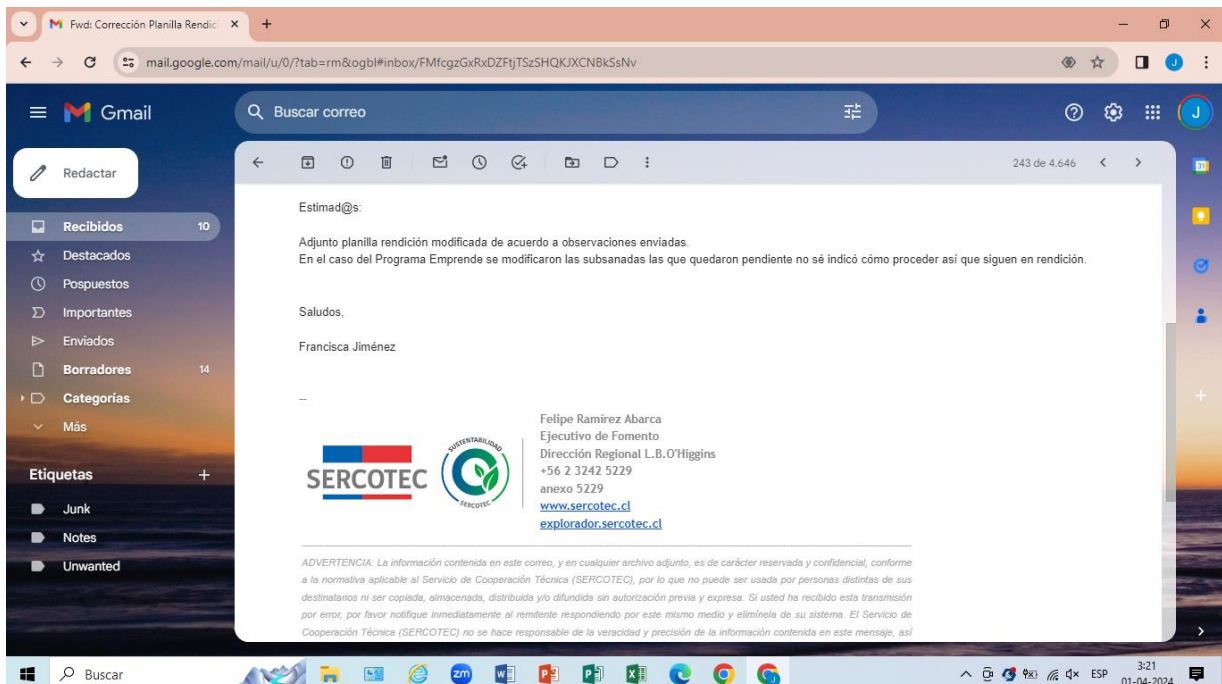 Fwd: Corrección Planilla Rendic
mail.google.com/mail/u/0/?tab=rm&ogbl#inbox/FMfcgzGxRxDZFtjTSzSHQKJXCNBkSsNv
J
Gmail
Buscar correo
J
Redactar
243 de 4.646
31
Recibidos 10
Destacados
Pospuestos
Importantes
Enviados
Borradores 14
Categorías
Más
Etiquetas
Junk
Notes
Unwanted
Estimad@s:
Adjunto planilla rendición modificada de acuerdo a observaciones enviadas.
En el caso del Programa Emprende se modificaron las subsanadas las que quedaron pendiente no sé indicó cómo proceder así que siguen en rendición.
Saludos,
Francisca Jiménez
--
SERCOTEC
SUSTENTABILIDAD
SERCOTEC
Felipe Ramírez Abarca
Ejecutivo de Fomento
Dirección Regional L.B.O'Higgins
+56 2 3242 5229
anexo 5229
www.sercotec.cl
explorador.sercotec.cl
ADVERTENCIA: La información contenida en este correo, y en cualquier archivo adjunto, es de carácter reservada y confidencial, conforme
a la normativa aplicable al Servicio de Cooperación Técnica (SERCOTEC), por lo que no puede ser usada por personas distintas de sus
destinatarios ni ser copiada, almacenada, distribuida y/o difundida sin autorización previa y expresa. Si usted ha recibido esta transmisión
por error, por favor notifique inmediatamente al remitente respondiendo por este mismo medio y elimínela de su sistema. El Servicio de
Cooperación Técnica (SERCOTEC) no se hace responsable de la veracidad y precisión de la información contenida en este mensaje, así
Buscar
zm
ESP
3:21
01-04-2024